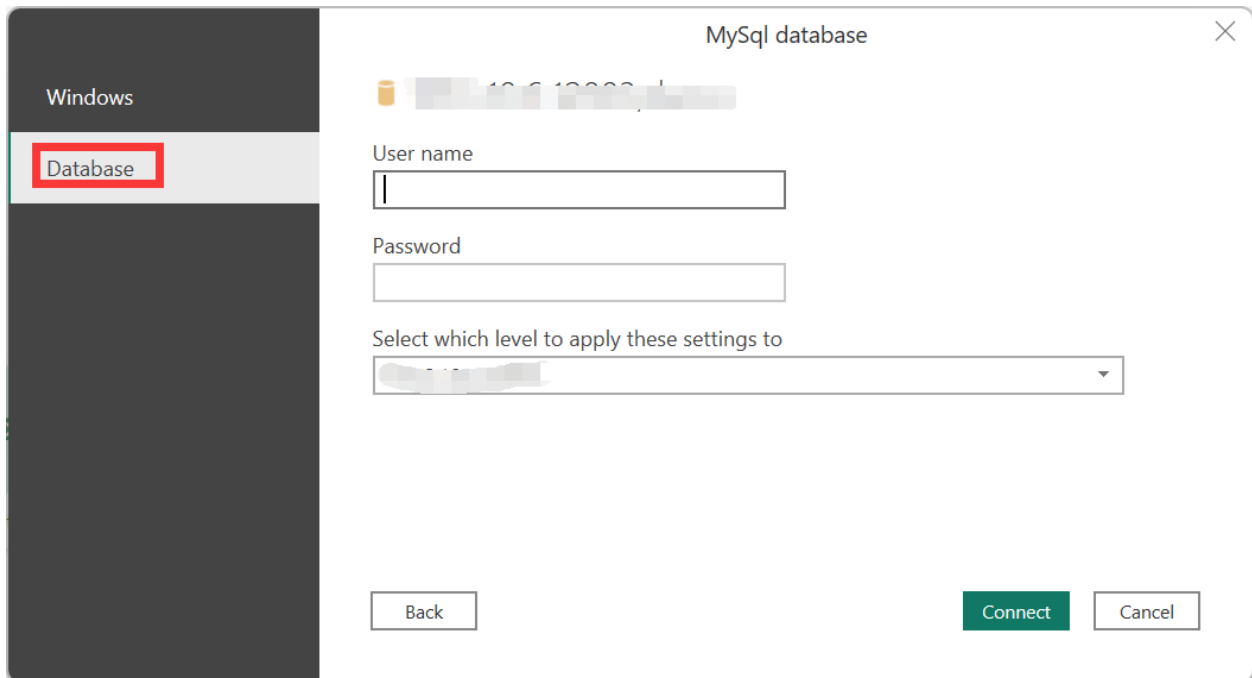 MySql database
Windows
Database
User name
Password
Select which level to apply these settings to
Back
Connect
Cancel